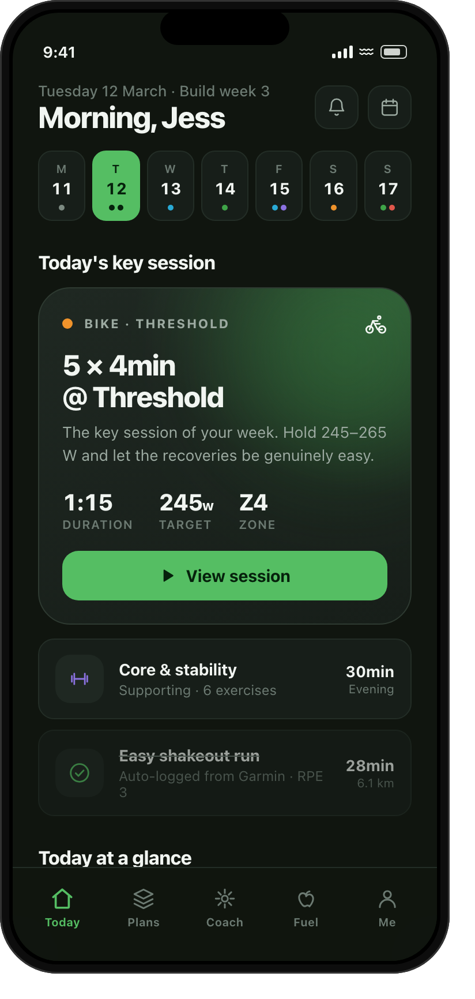 9:41
Tuesday 12 March · Build week 3
Morning, Jess
M T W T F S S
11 12 13 14 15 16 17
Today's key session
BIKE · THRESHOLD
5 × 4min
@ Threshold
The key session of your week. Hold 245–265
W and let the recoveries be genuinely easy.
1:15 245w Z4
DURATION TARGET ZONE
View session
Core & stability
30min
Supporting · 6 exercises
Evening
Easy shakeout run
28min
Auto-logged from Garmin · RPE
3
6.1 km
Today at a glance
Today Plans Coach Fuel Me